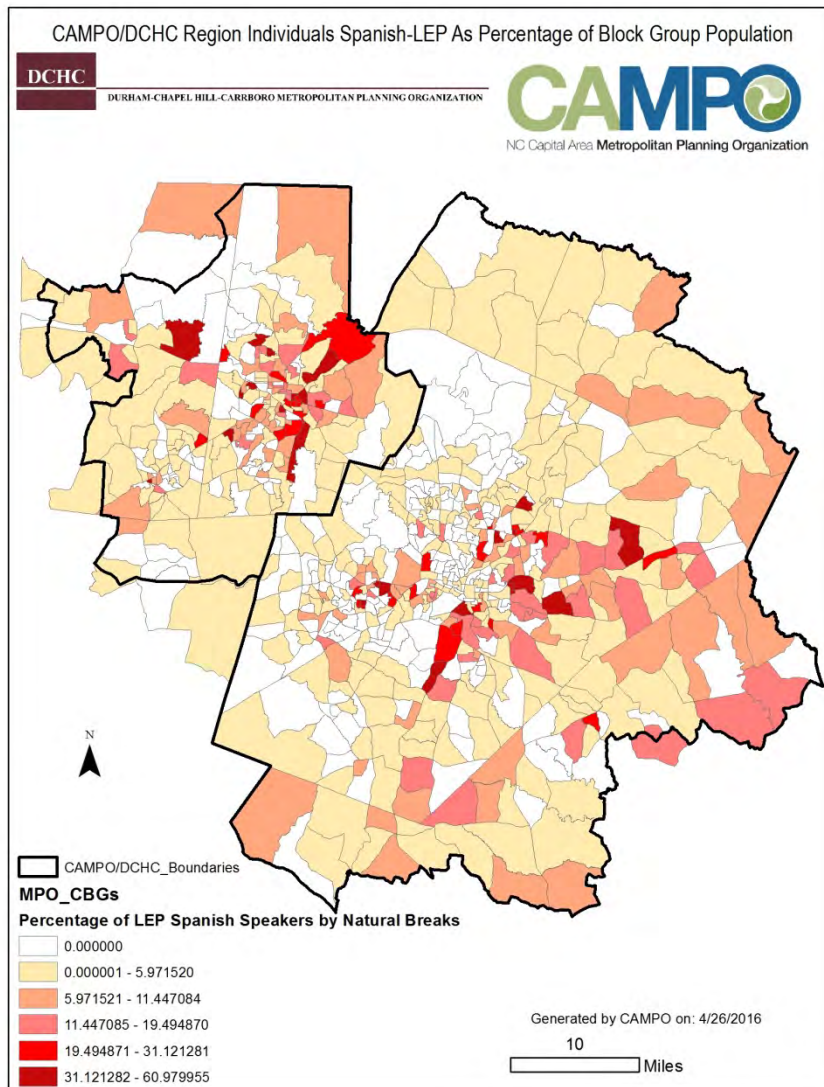 CAMPO/DCHC Region Individuals Spanish-LEP As Percentage of Block Group Population
DCHC
DURHAM-CHAPEL HILL-CARRBORO METROPOLITAN PLANNING ORGANIZATION
CAMPO
NC Capital Area Metropolitan Planning Organization
N
CAMPO/DCHC_Boundaries
MPO_CBGs
Percentage of LEP Spanish Speakers by Natural Breaks
0.000000
0.000001 - 5.971520
5.971521 - 11.447084
11.447085 - 19.494870
19.494871 - 31.121281
31.121282 - 60.979955
Generated by CAMPO on: 4/26/2016
10
Miles